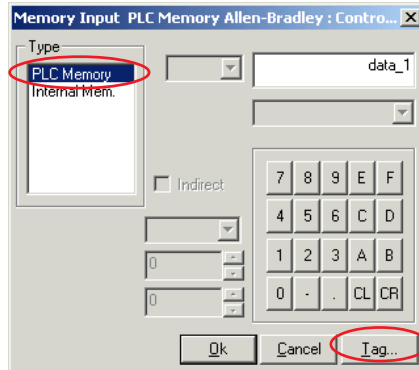 Memory Input PLC Memory Allen-Bradley : Contro... X
Type
PLC Memory
Internal Mem.
data_1
Indirect
7 8 9 E F
4 5 6 C D
0
1 2 3 A B
0
0 - . CL CR
Ok Cancel Tag...